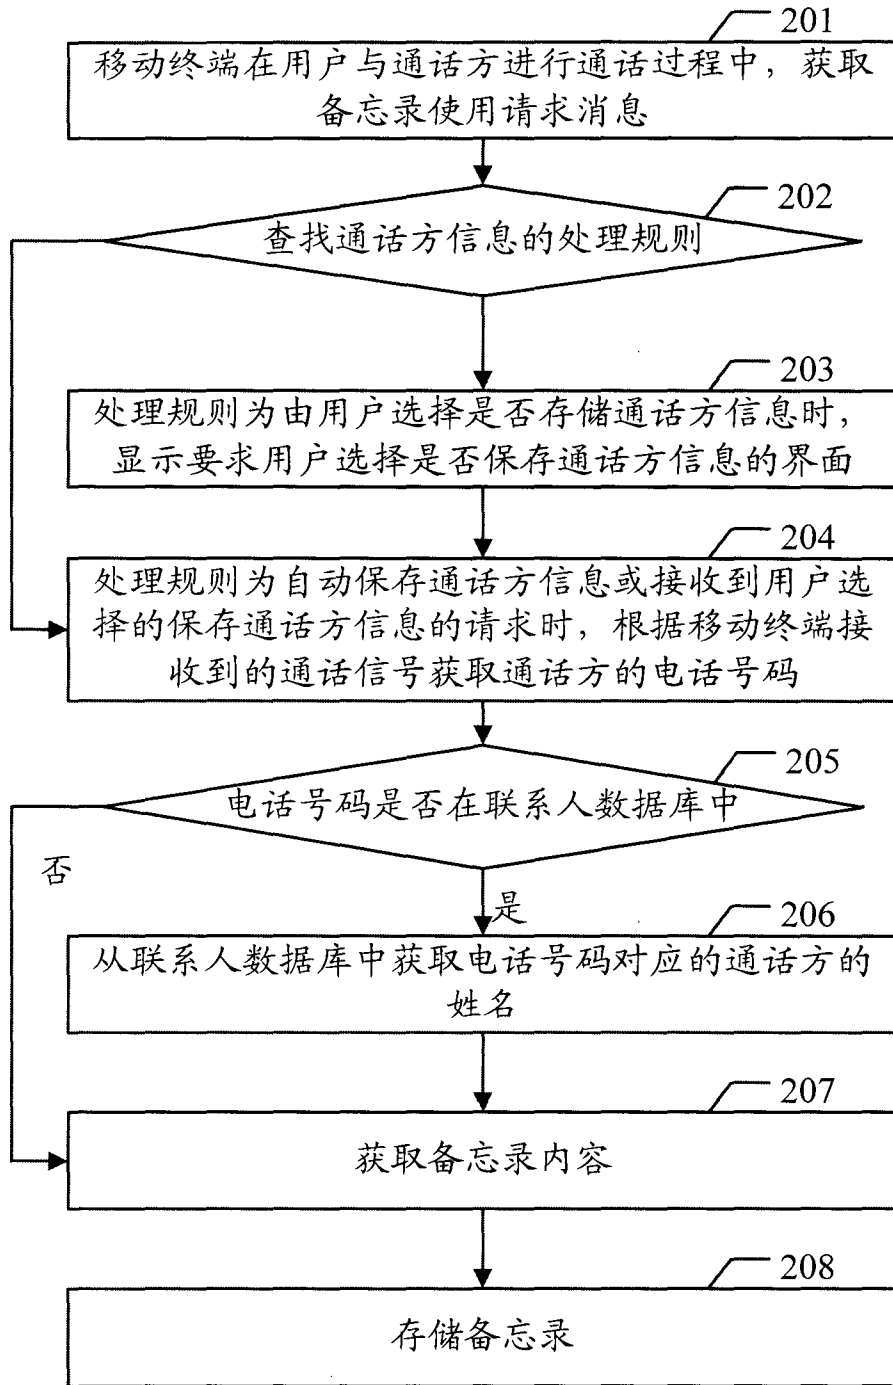 201
移动终端在用户与通话方进行通话过程中，获取
备忘录使用请求消息
202
查找通话方信息的处理规则
203
处理规则为由用户选择是否存储通话方信息时，
显示要求用户选择是否保存通话方信息的界面
204
处理规则为自动保存通话方信息或接收到用户选
择的保存通话方信息的请求时，根据移动终端接
收到的通话信号获取通话方的电话号码
205
电话号码是否在联系人数据库中
否
是
206
从联系人数据库中获取电话号码对应的通话方的
姓名
207
获取备忘录内容
208
存储备忘录